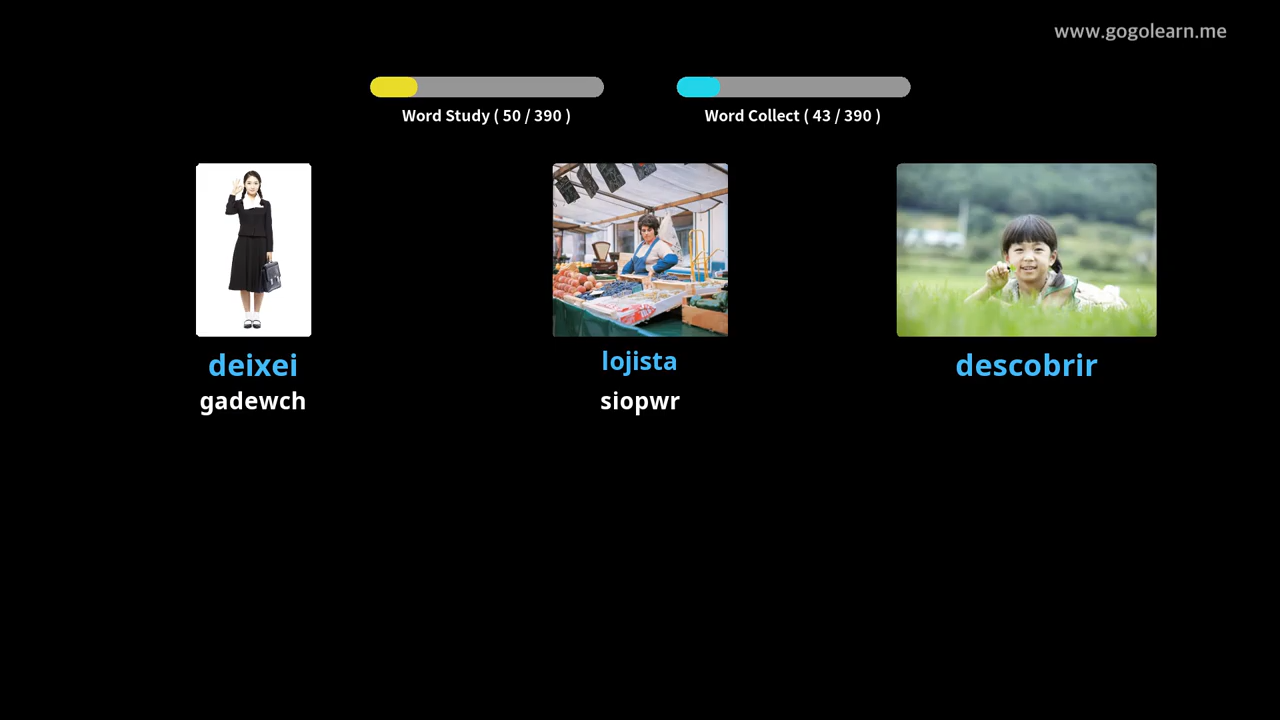 www.gogolearn.me
Word Study ( 50 / 390 )
Word Collect ( 43 / 390 )
deixei
gadewch
lojista
siopwr
descobrir